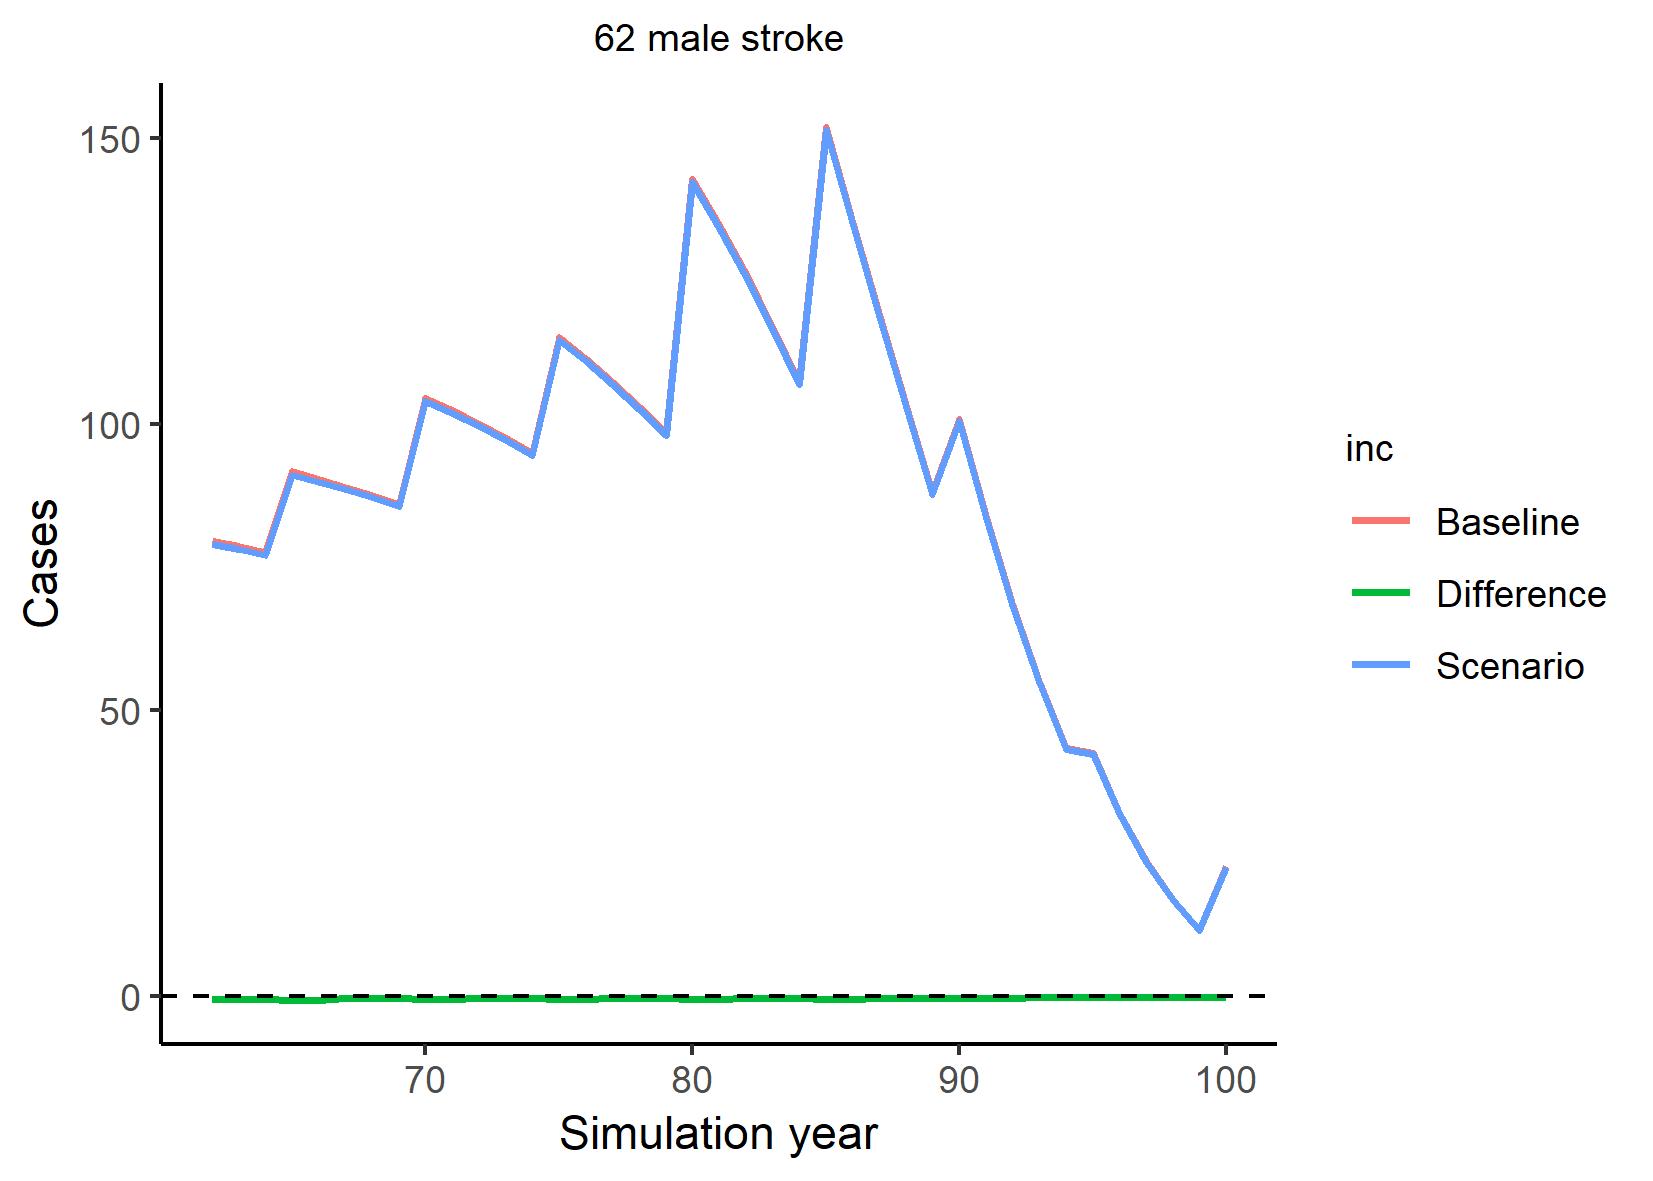 62 male stroke
150
100
50
0
Cases
70 80 90 100
Simulation year
inc
Baseline
Difference
Scenario